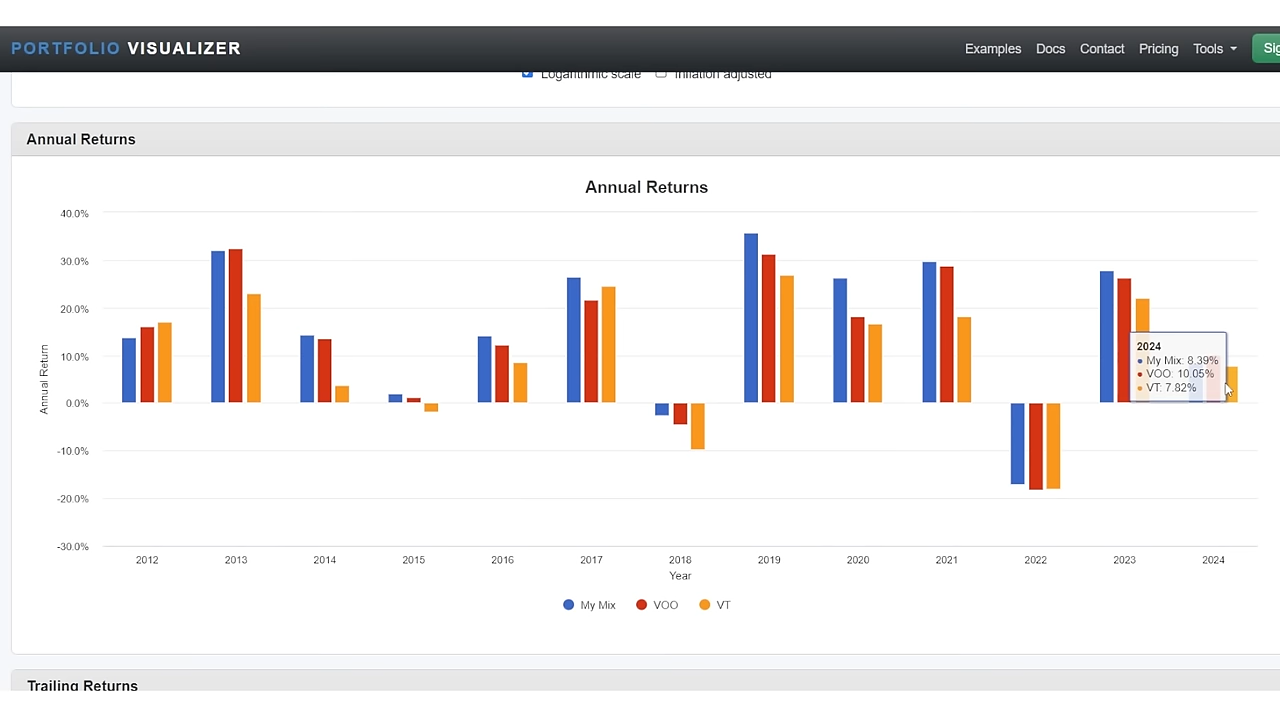 PORTFOLIO VISUALIZER
Examples Docs Contact Pricing Tools
Logarithmic scale Inflation adjusted
Annual Returns
Annual Returns
40.0%
30.0%
20.0%
10.0%
0.0%
-10.0%
-20.0%
-30.0%
Annual Return
2024
My Mix: 8.39%
VOO: 10.05%
VT: 7.82%
2012 2013 2014 2015 2016 2017 2018 2019 2020 2021 2022 2023 2024
Year
My Mix VOO VT
Trailing Returns